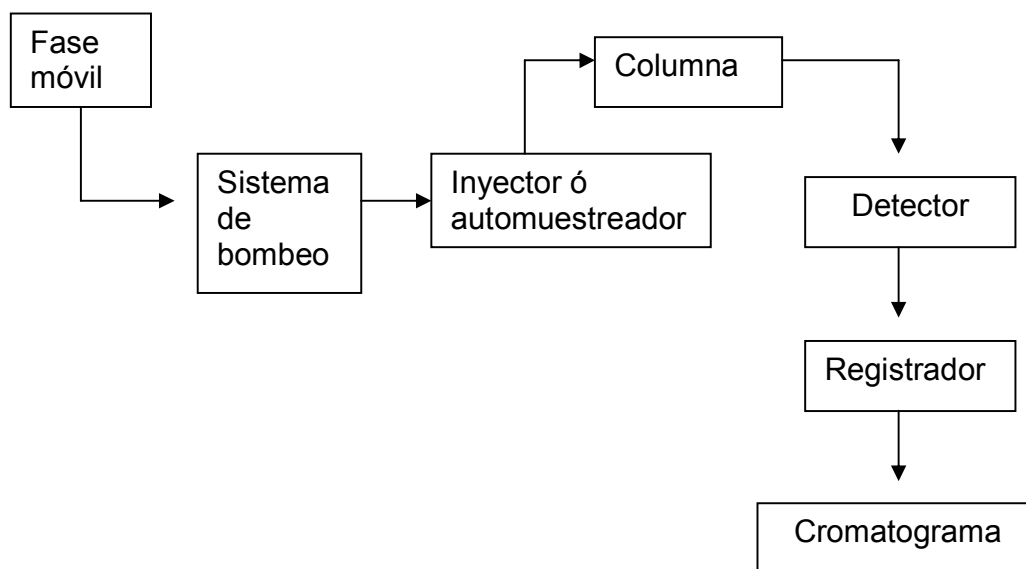 Fase
móvil
Sistema
de
bombeo
Inyector ó
automuestreador
Columna
Detector
Registrador
Cromatograma